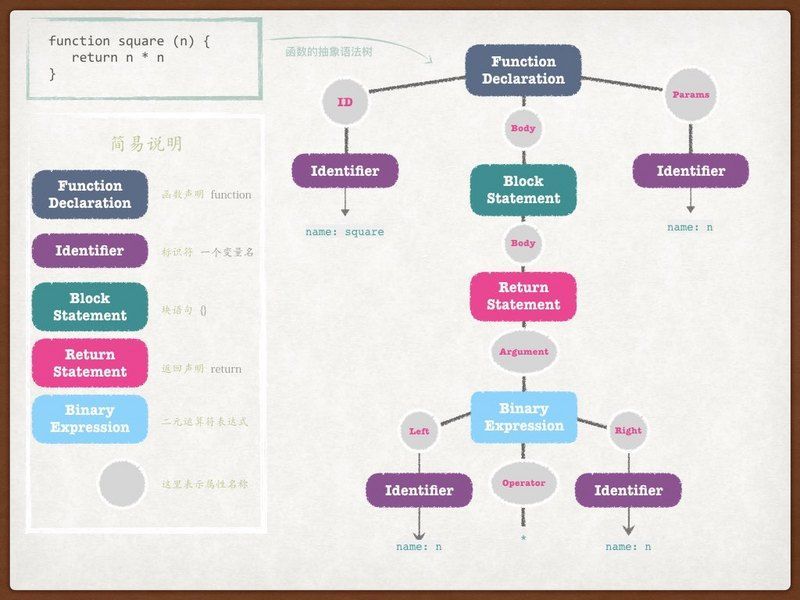 function square (n) {
return n * n
}
函数的抽象语法树
简易说明
Function
Declaration
函数声明 function
Identifier
标识符 一个变量名
Block
Statement
块语句 {}
Return
Statement
返回声明 return
Binary
Expression
二元运算符表达式
这里表示属性名称
Function
Declaration
ID
Params
Body
Identifier
Block
Statement
Identifier
name: square
name: n
Body
Return
Statement
Argument
Binary
Expression
Left
Right
Identifier
Operator
Identifier
name: n
*
name: n